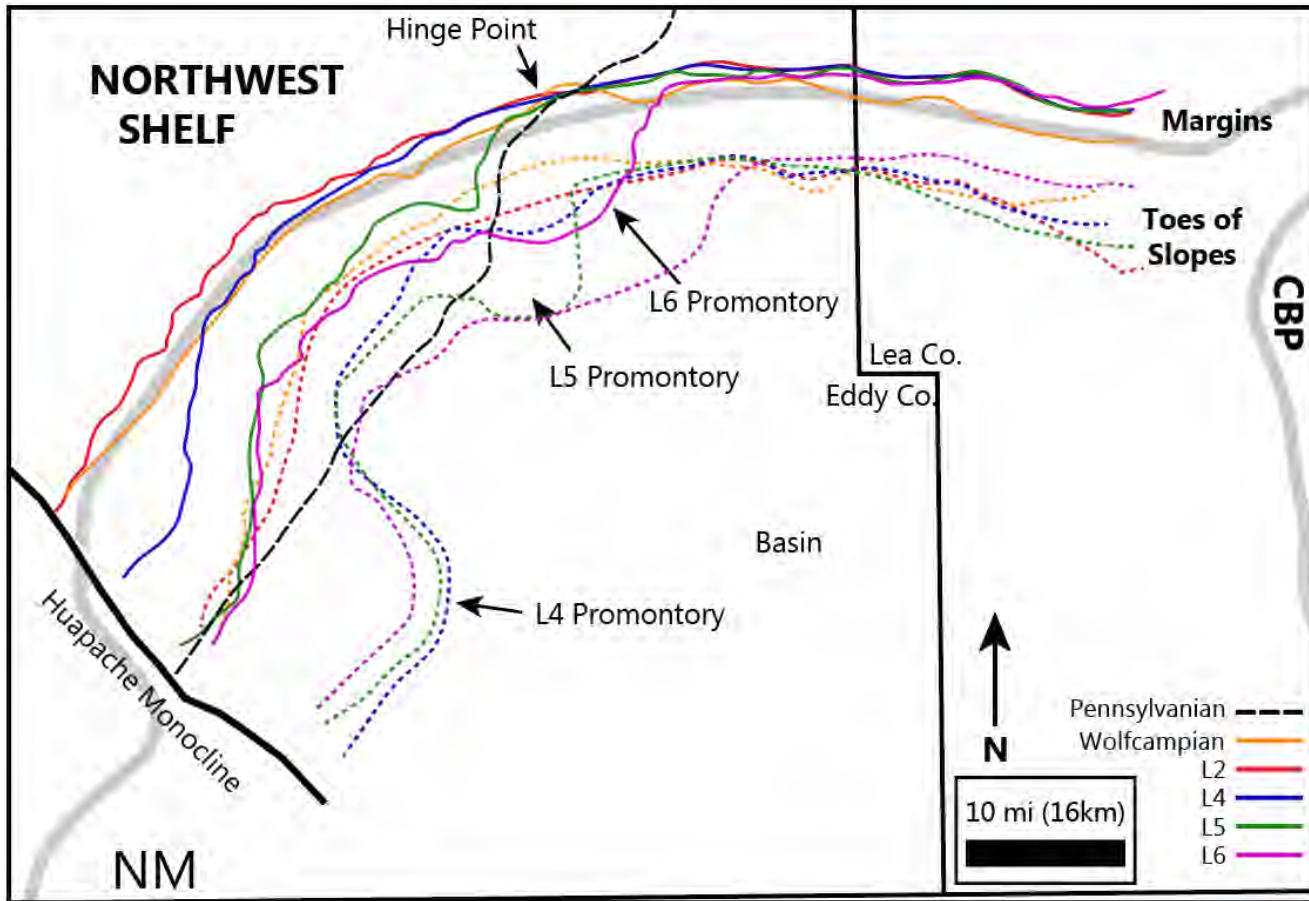 Hinge Point
NORTHWEST
SHELF
Margins
Toes of
Slopes
L6 Promontory
CBP
L5 Promontory
Lea Co.
Eddy Co.
Basin
L4 Promontory
Huapache Monocline
N
NM
10 mi (16km)
Pennsylvanian
Wolfcampian
L2
L4
L5
L6